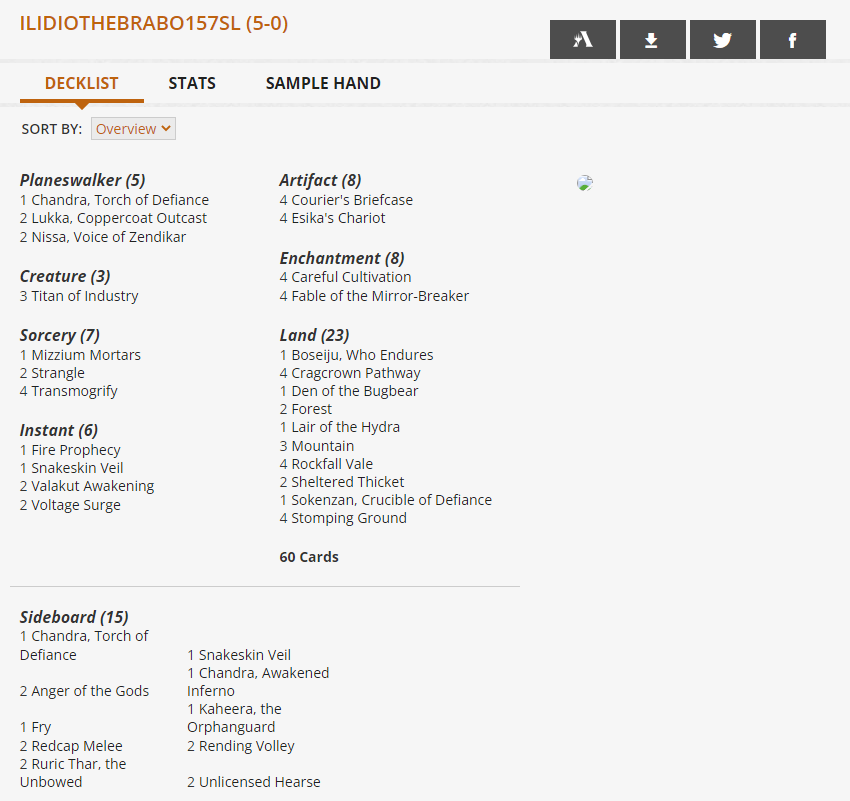 ILIDIOTHEBRABO157SL (5-0)
DECKLIST
STATS
SAMPLE HAND
SORT BY:
Overview
Planeswalker (5)
1 Chandra, Torch of Defiance
2 Lukka, Coppercoat Outcast
2 Nissa, Voice of Zendikar
Creature (3)
3 Titan of Industry
Sorcery (7)
1 Mizzium Mortars
2 Strangle
4 Transmogrify
Instant (6)
1 Fire Prophecy
1 Snakeskin Veil
2 Valakut Awakening
2 Voltage Surge
Artifact (8)
4 Courier's Briefcase
4 Esika's Chariot
Enchantment (8)
4 Careful Cultivation
4 Fable of the Mirror-Breaker
Land (23)
1 Boseiju, Who Endures
4 Cragcrown Pathway
1 Den of the Bugbear
2 Forest
1 Lair of the Hydra
3 Mountain
4 Rockfall Vale
2 Sheltered Thicket
1 Sokenzan, Crucible of Defiance
4 Stomping Ground
60 Cards
Sideboard (15)
1 Chandra, Torch of
Defiance
2 Anger of the Gods
1 Fry
2 Redcap Melee
2 Ruric Thar, the
Unbowed
1 Snakeskin Veil
1 Chandra, Awakened
Inferno
1 Kaheera, the
Orphanguard
2 Rending Volley
2 Unlicensed Hearse